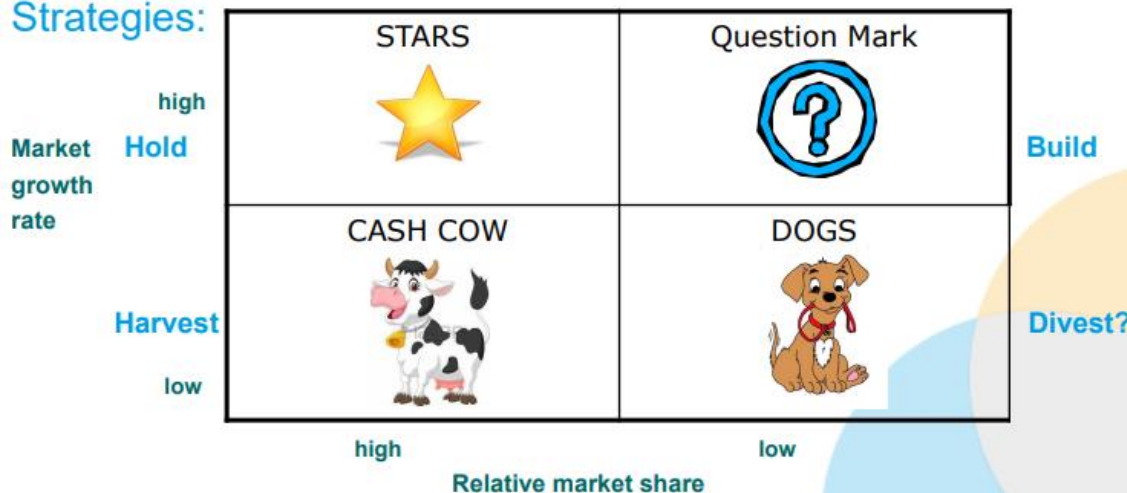 Strategies:
STARS
Question Mark
high
Market
growth
rate
Hold
Build
CASH COW
DOGS
Harvest
Divest?
low
high
low
Relative market share